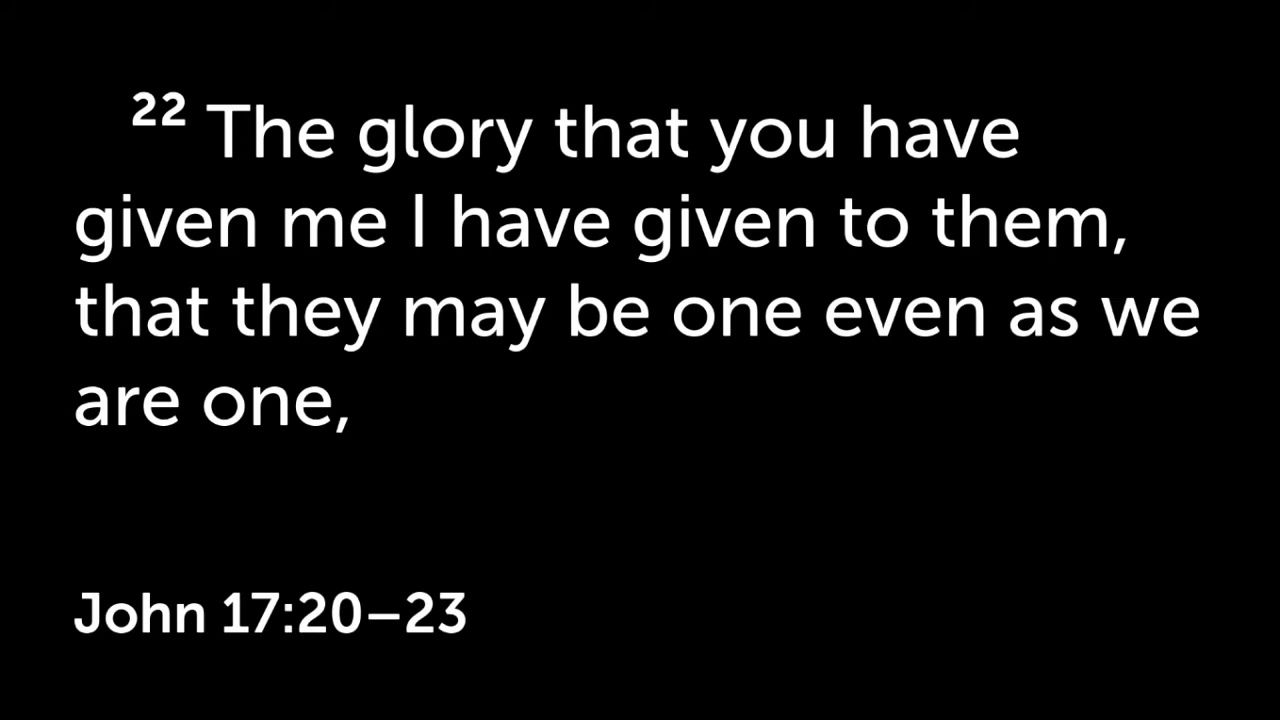 22 The glory that you have
given me I have given to them,
that they may be one even as we
are one,
John 17:20–23